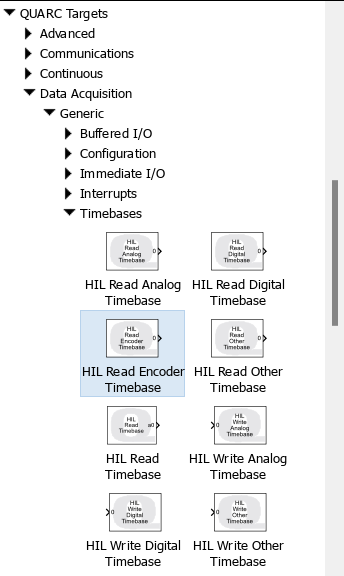 QUARC Targets
Advanced
Communications
Continuous
Data Acquisition
Generic
Buffered I/O
Configuration
Immediate I/O
Interrupts
Timebases
HIL
Read
Analog
Timebase
0
HIL
Read
Digital
Timebase
0
HIL Read Analog
Timebase
HIL Read Digital
Timebase
HIL
Read
Encoder
Timebase
0
HIL
Read
Other
Timebase
0
HIL Read Encoder
Timebase
HIL Read Other
Timebase
HIL
Read
Timebase
a0
0
HIL
Write
Analog
Timebase
HIL Read
Timebase
HIL Write Analog
Timebase
0
HIL
Write
Digital
Timebase
0
HIL
Write
Other
Timebase
HIL Write Digital
Timebase
HIL Write Other
Timebase